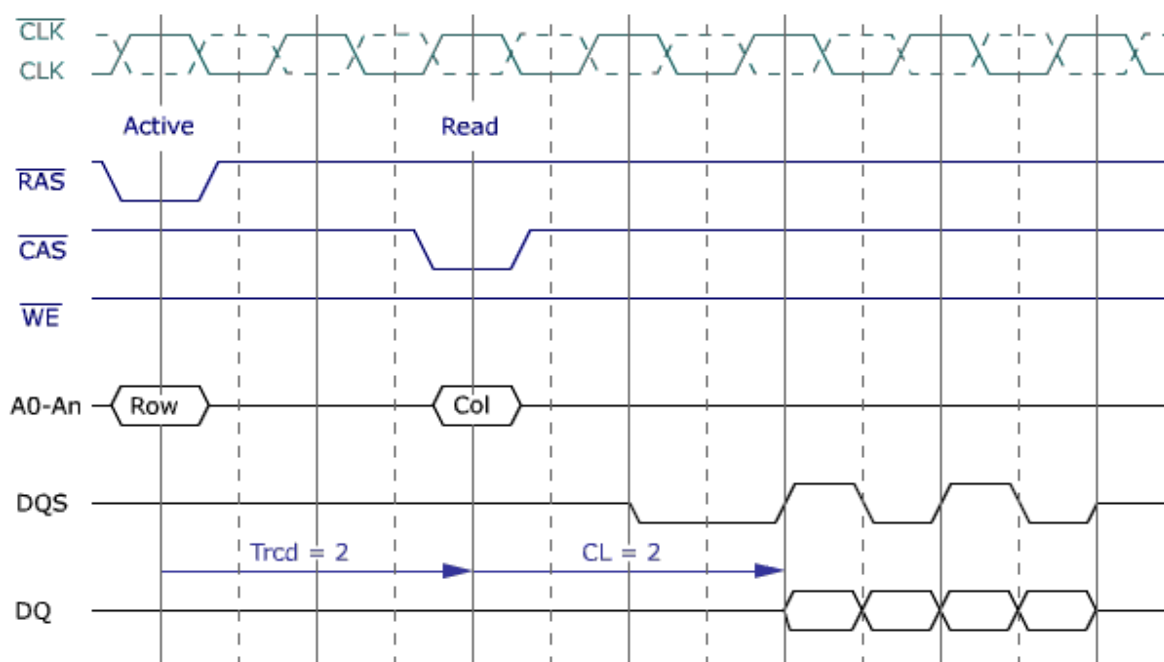 CLK
CLK
Active Read
RAS
CAS
WE
A0-An Row Col
DQS
Trcd = 2 CL = 2
DQ